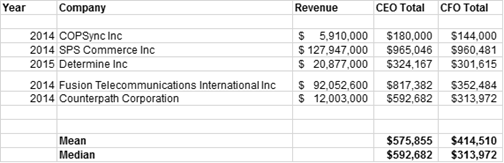 Year Company Revenue CEO Total CFO Total
2014 COPSync Inc $ 5,910,000 $180,000 $144,000
2014 SPS Commerce Inc $ 127,947,000 $965,046 $960,481
2015 Determine Inc $ 20,877,000 $324,167 $301,615
2014 Fusion Telecommunications International Inc $ 92,052,600 $817,382 $352,484
2014 Counterpath Corporation $ 12,003,000 $592,682 $313,972
Mean $575,855 $414,510
Median $592,682 $313,972